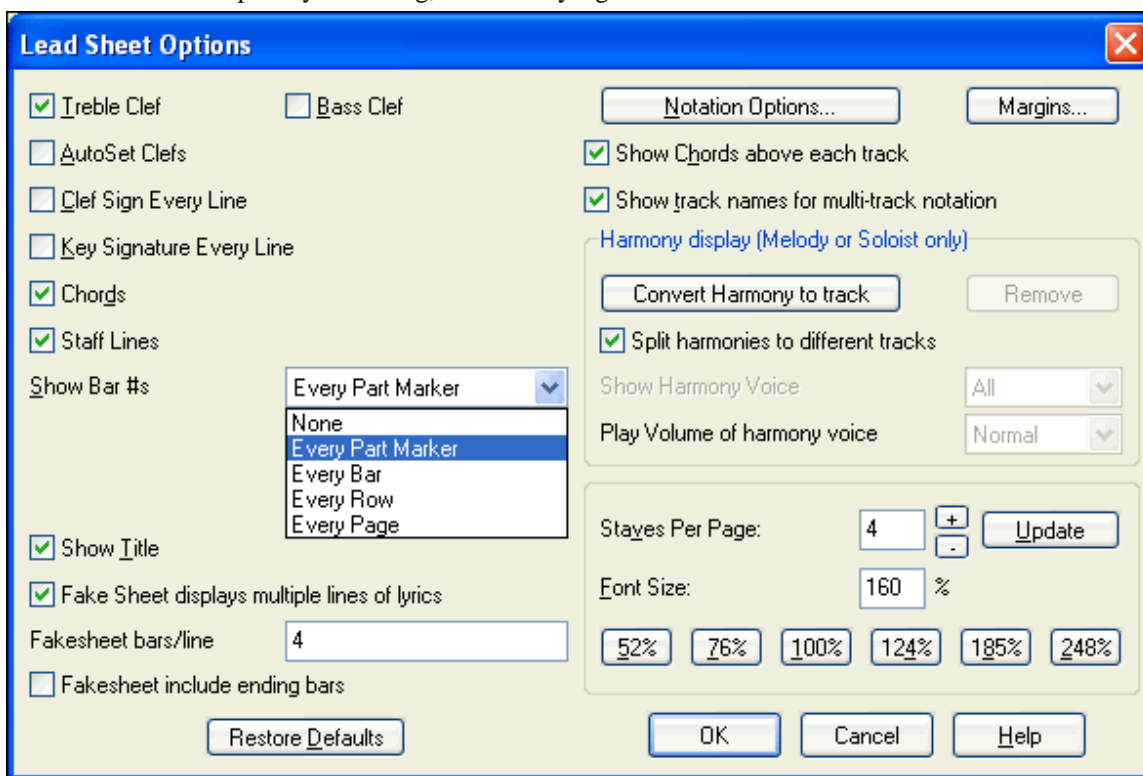 Lead Sheet Options
Treble Clef
Bass Clef
AutoSet Clefs
Clef Sign Every Line
Key Signature Every Line
Chords
Staff Lines
Show Bar #s
Every Part Marker
None
Every Part Marker
Every Bar
Every Row
Every Page
Show Title
Fake Sheet displays multiple lines of lyrics
Fakesheet bars/line
4
Fakesheet include ending bars
Restore Defaults
Notation Options...
Margins...
Show Chords above each track
Show track names for multi-track notation
Harmony display (Melody or Soloist only)
Convert Harmony to track
Remove
Split harmonies to different tracks
Show Harmony Voice
All
Play Volume of harmony voice
Normal
Staves Per Page:
4
+
-
Update
Font Size:
160 %
52%
76%
100%
124%
185%
248%
OK
Cancel
Help